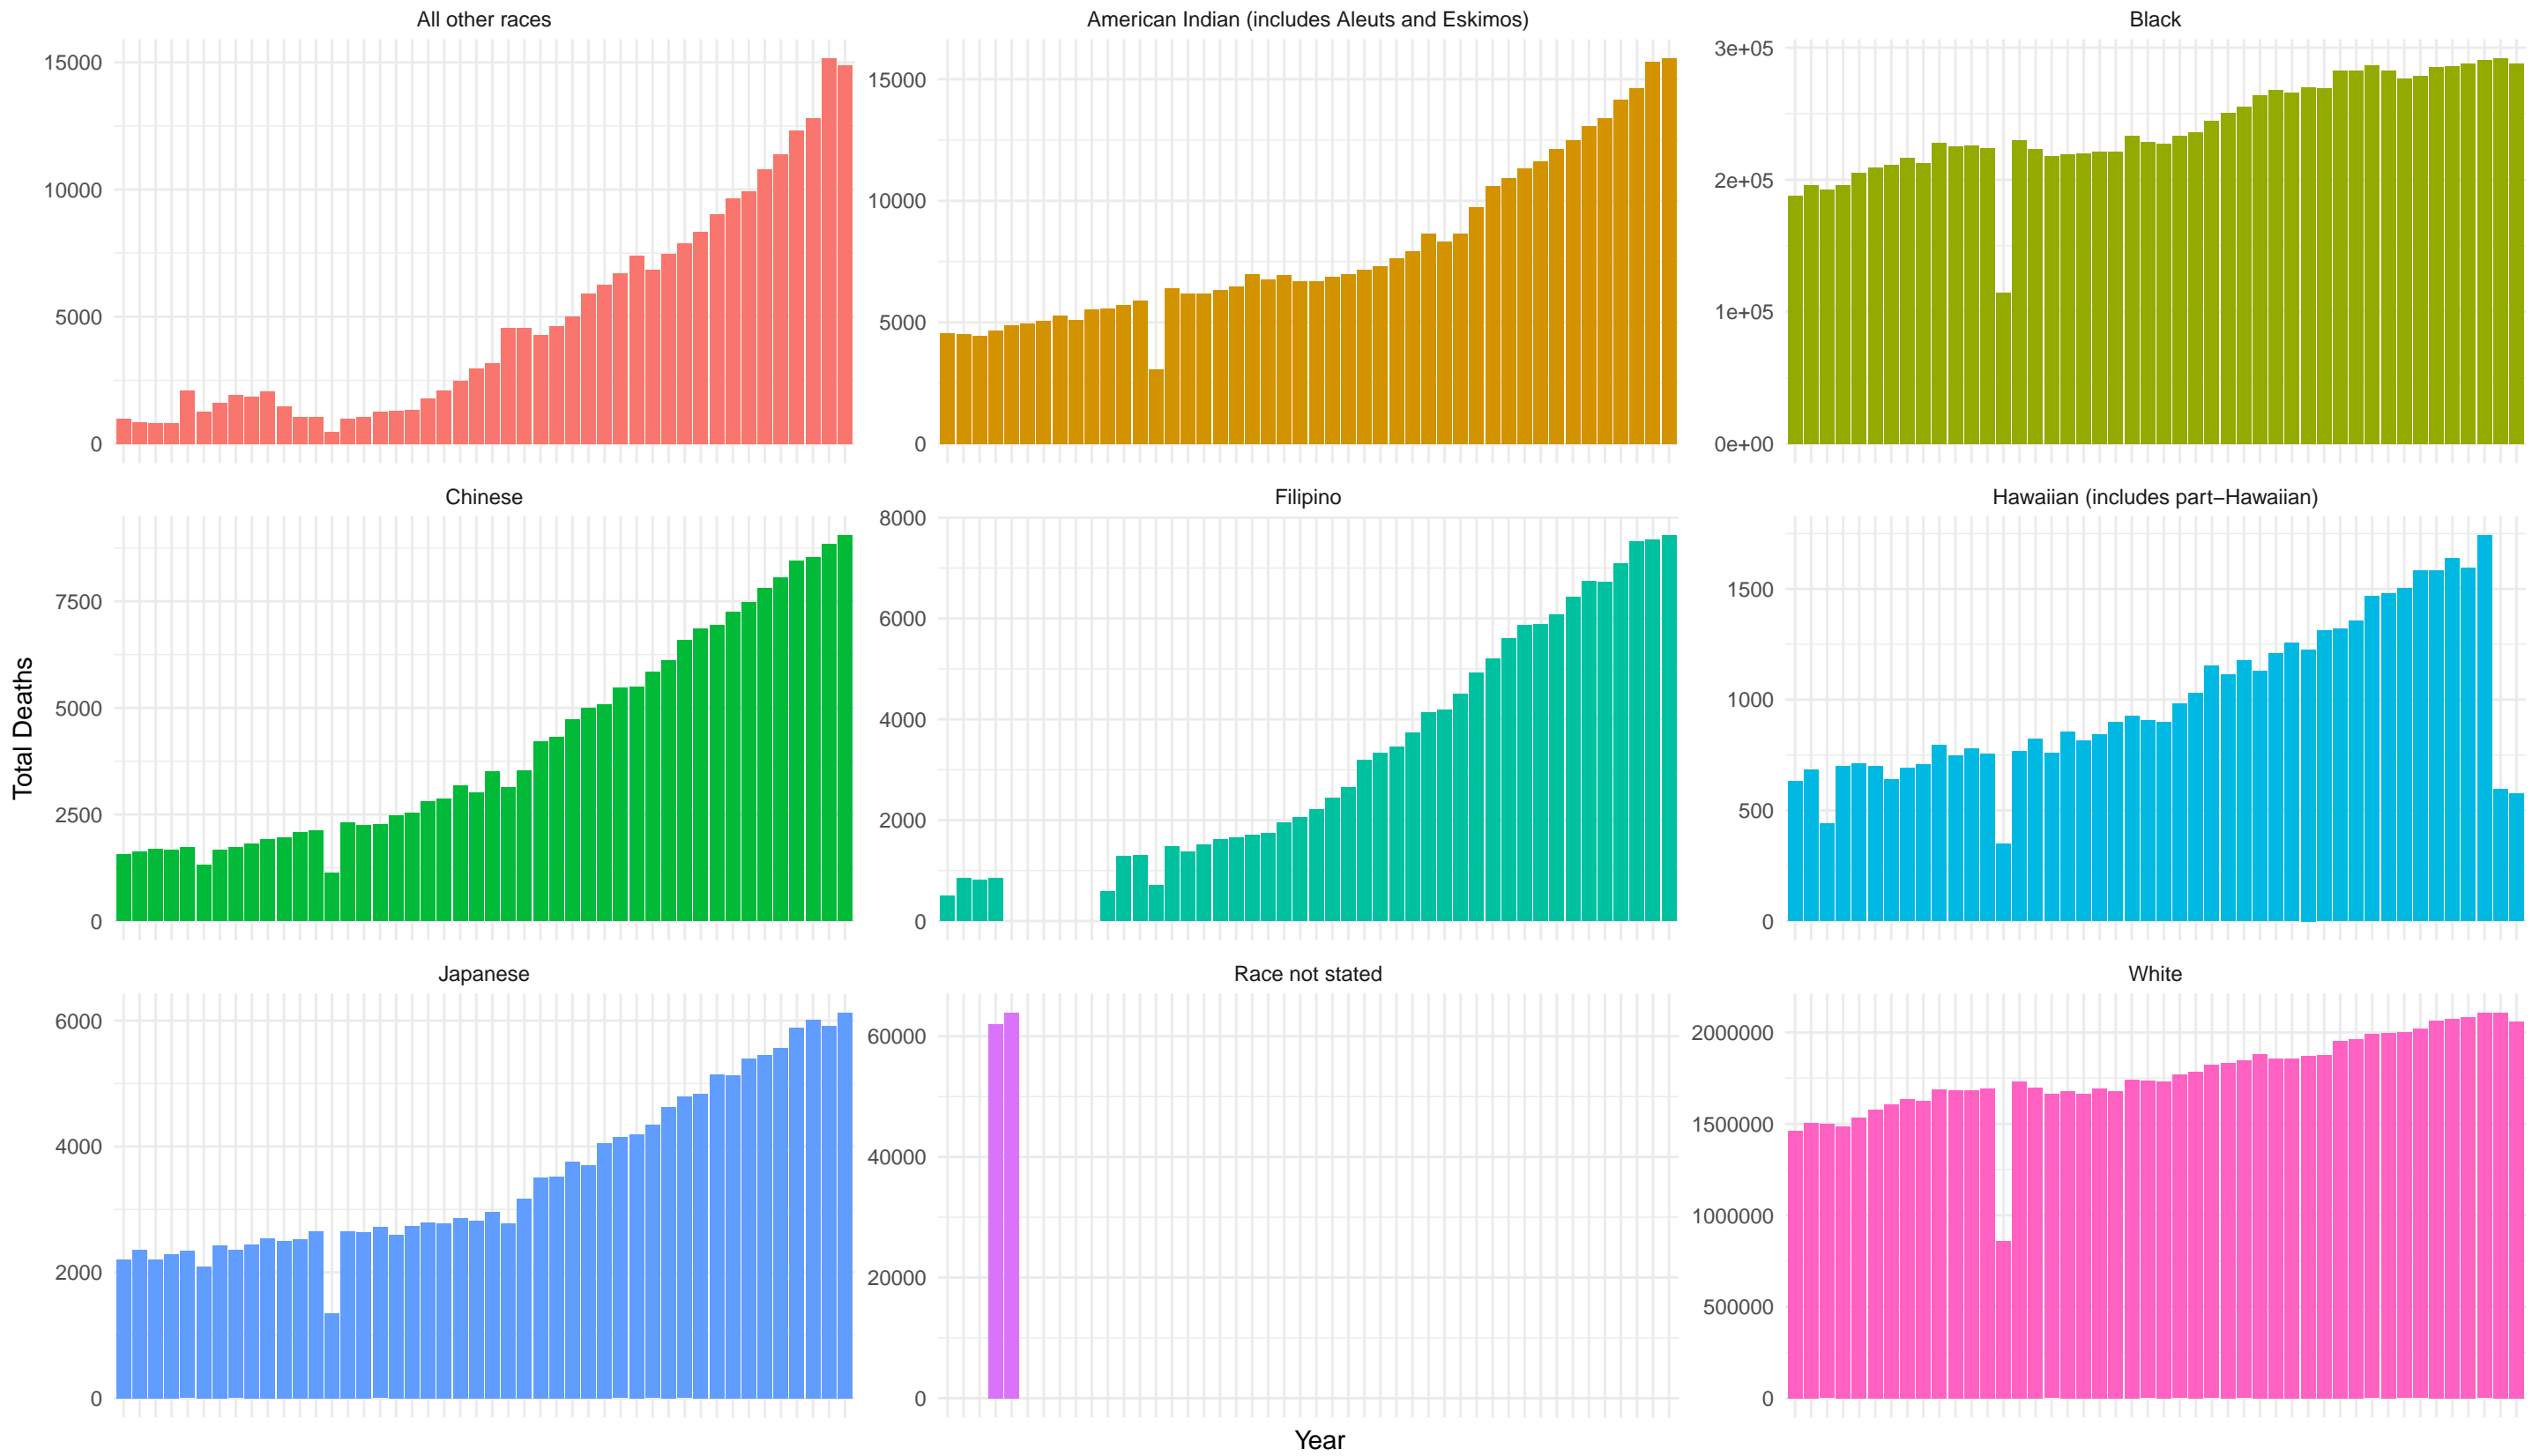 All other races
American Indian (includes Aleuts and Eskimos)
Black
15000
10000
5000
0
15000
10000
5000
0
3e+05
2e+05
1e+05
0e+00
Chinese
Filipino
Hawaiian (includes part−Hawaiian)
7500
5000
2500
0
8000
6000
4000
2000
0
1500
1000
500
0
Total Deaths
Japanese
Race not stated
White
6000
4000
2000
0
60000
40000
20000
0
2000000
1500000
1000000
500000
0
Year